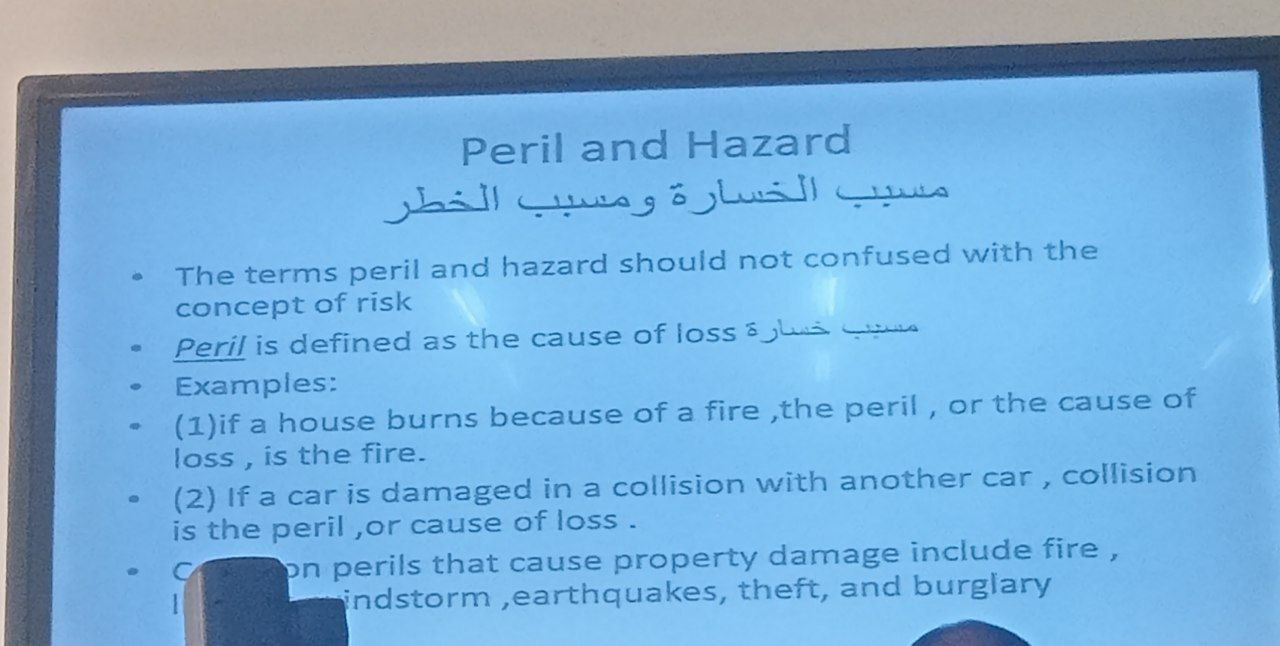 Peril and Hazard
مسبب الخسارة ومسبب الخطر
• The terms peril and hazard should not confused with the
concept of risk
• Peril is defined as the cause of loss مسبب خسارة
• Examples:
• (1)if a house burns because of a fire ,the peril , or the cause of
loss , is the fire.
• (2) If a car is damaged in a collision with another car , collision
is the peril ,or cause of loss .
• perils that cause property damage include fire ,
,earthquakes, theft, and burglary